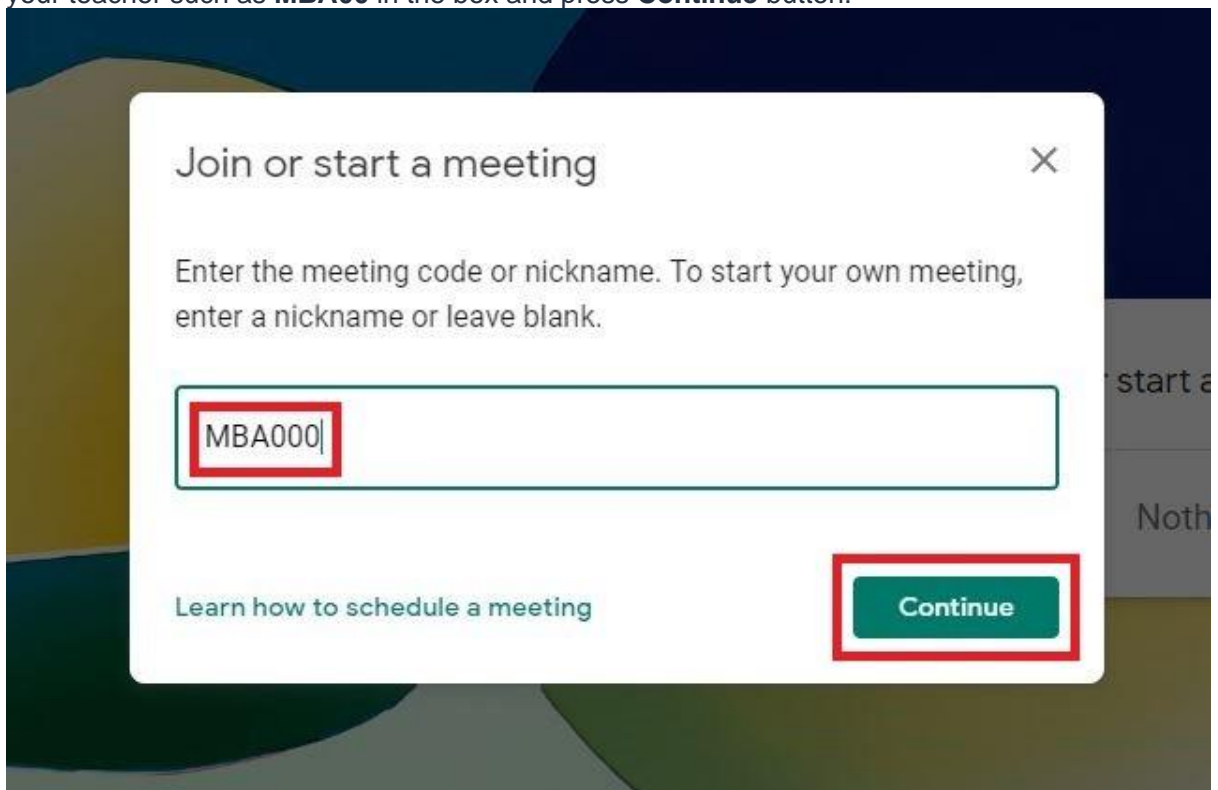 Join or start a meeting
Enter the meeting code or nickname. To start your own meeting,
enter a nickname or leave blank.
start a
MBA000
Noth
Learn how to schedule a meeting
Continue